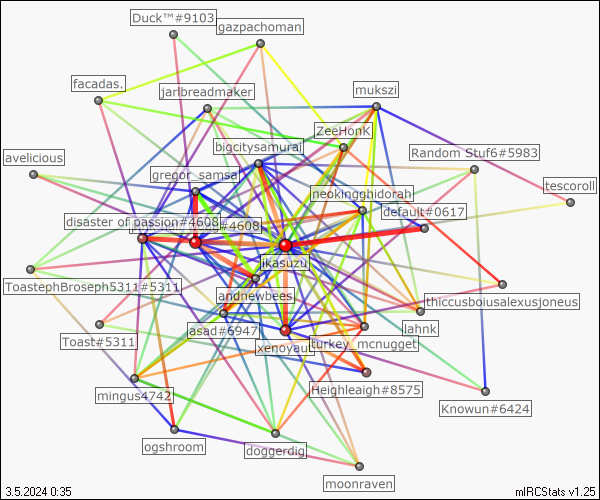 Duck™#9103
gazpachoman
facadas.
jarlbreadmaker
mukszi
ZeeHonK
bigcitysamurai
Random Stuf6#5983
avelicious
gregor_samsa
tescoroll
neokingghidorah
default#0617
disaster of passion#4608
#4608
jkasuzu
ToastephBroseph5311#5311
andnewbees
thiccusboiusalexusjoneus
Toast#5311
asad#6947
lahnk
xenoyaul
turkey_mcnugget
mingus4742
Heighleaigh#8575
Knowun#6424
ogshroom
doggerdig
moonraven
3.5.2024 0:35
mIRCStats v1.25